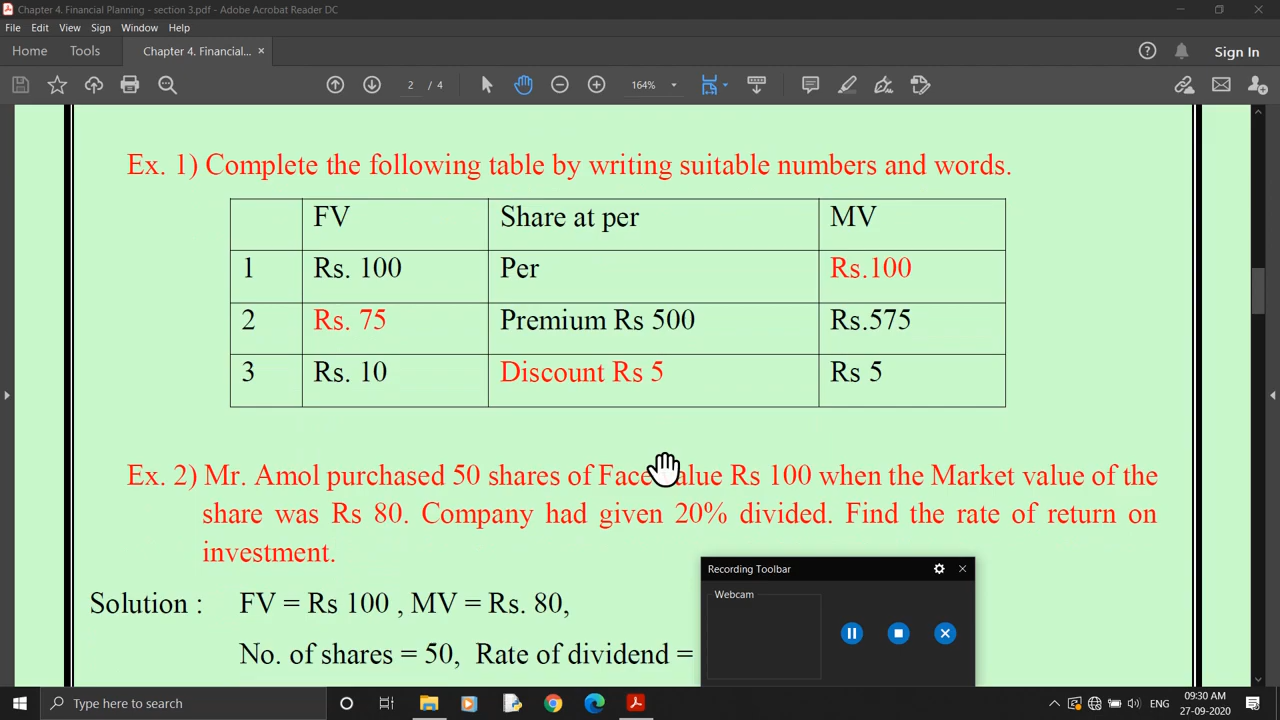 Chapter 4. Financial Planning - section 3.pdf - Adobe Acrobat Reader DC
File Edit View Sign Window Help
Home Tools Chapter 4. Financial... × Sign In
2 / 4 164%
Ex. 1) Complete the following table by writing suitable numbers and words.
FV Share at per MV
1 Rs. 100 Per Rs.100
2 Rs. 75 Premium Rs 500 Rs.575
3 Rs. 10 Discount Rs 5 Rs 5
Ex. 2) Mr. Amol purchased 50 shares of Face value Rs 100 when the Market value of the
share was Rs 80. Company had given 20% divided. Find the rate of return on
investment.
Solution : FV = Rs 100 , MV = Rs. 80,
No. of shares = 50, Rate of dividend =
Recording Toolbar
Webcam
Type here to search
ENG
09:30 AM
27-09-2020